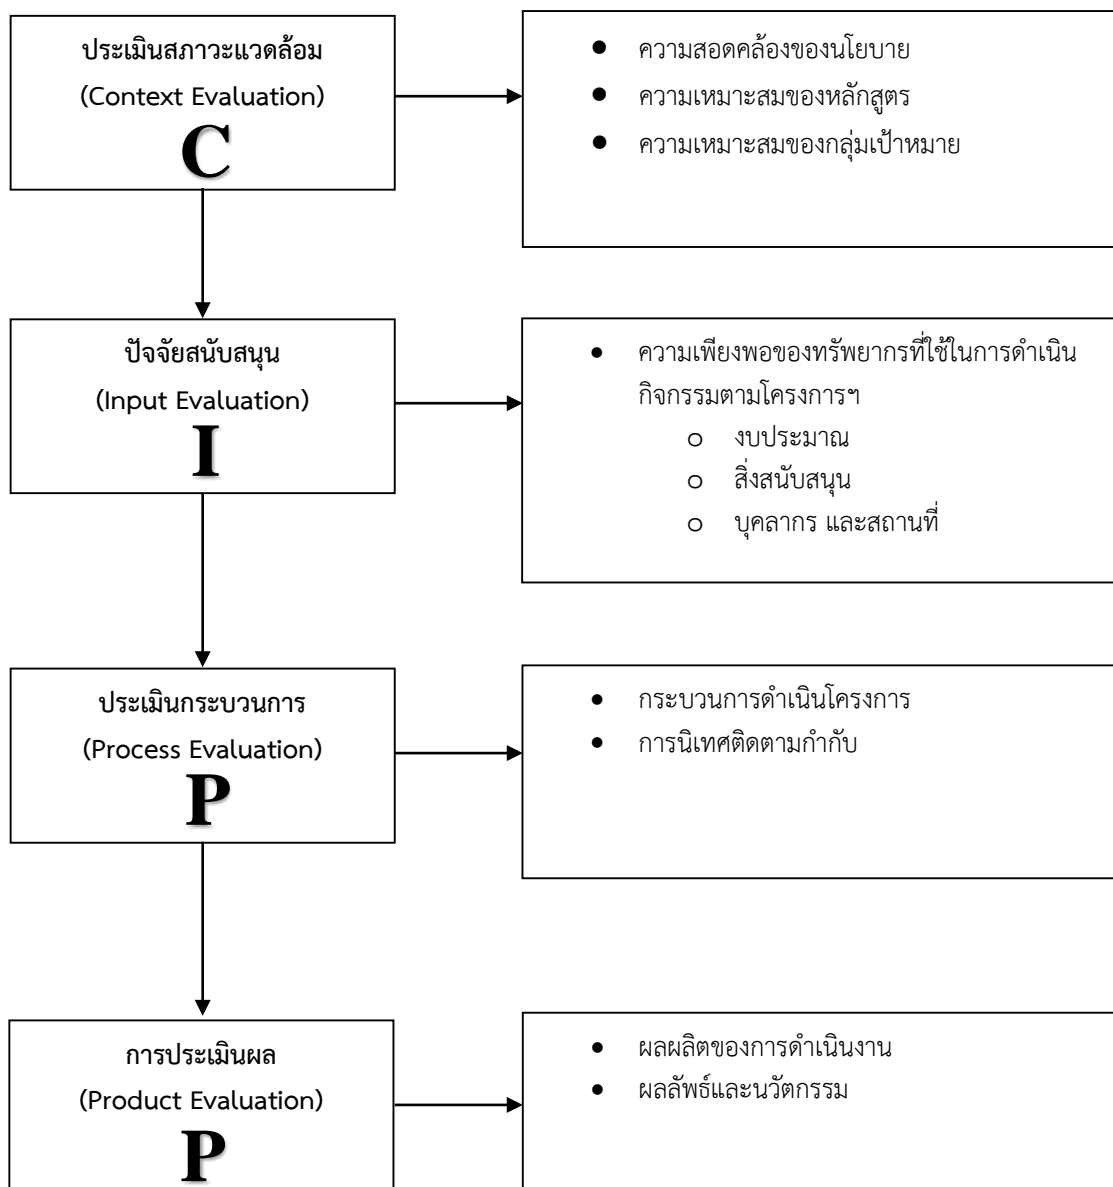 ประเมินสภาวะแวดล้อม
(Context Evaluation)
C
● ความสอดคล้องของนโยบาย
● ความเหมาะสมของหลักสูตร
● ความเหมาะสมของกลุ่มเป้าหมาย
ปัจจัยสนับสนุน
(Input Evaluation)
I
● ความเพียงพอของทรัพยากรที่ใช้ในการดำเนิน
กิจกรรมตามโครงการฯ
o งบประมาณ
o สิ่งสนับสนุน
o บุคลากร และสถานที่
ประเมินกระบวนการ
(Process Evaluation)
P
● กระบวนการดำเนินโครงการ
● การนิเทศติดตามกำกับ
การประเมินผล
(Product Evaluation)
P
● ผลผลิตของการดำเนินงาน
● ผลลัพธ์และนวัตกรรม